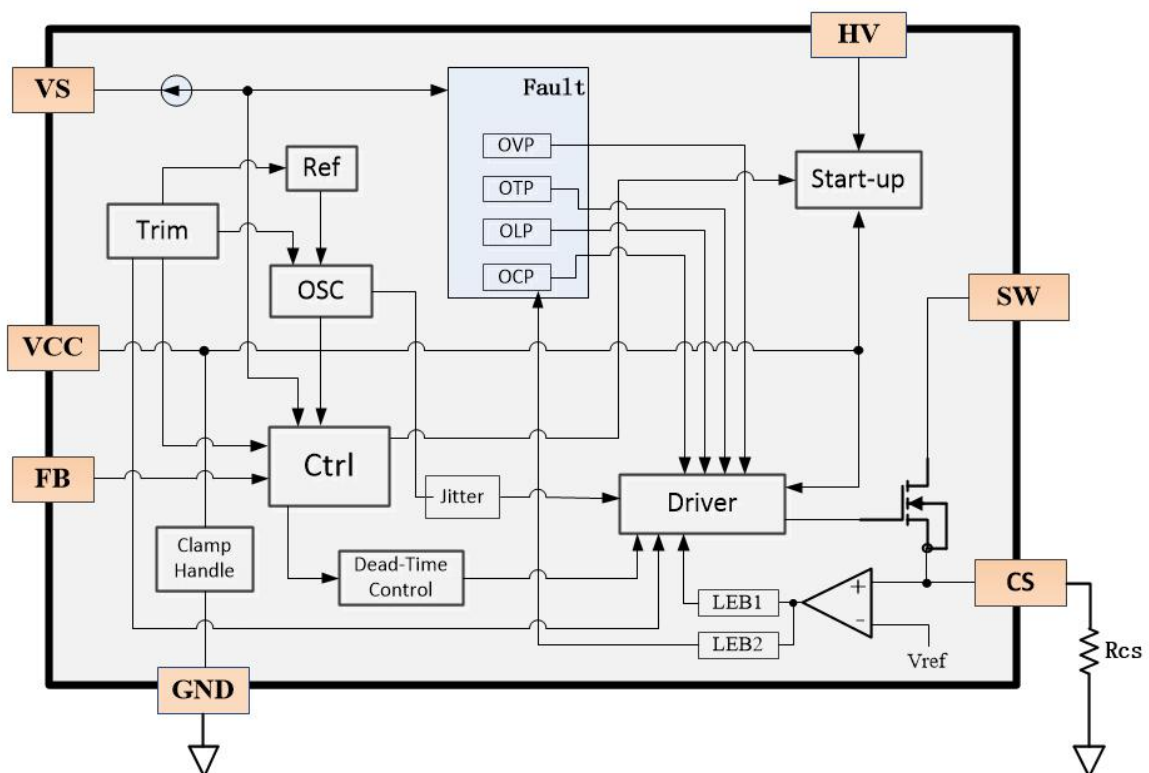 HV
VS
Fault
OVP
Ref
OTP
Start-up
Trim
OLP
OCP
OSC
SW
VCC
Ctrl
FB
Jitter
Driver
Clamp
Handle
Dead-Time
Control
+
CS
LEB1
-
LEB2
Vref
Rcs
GND